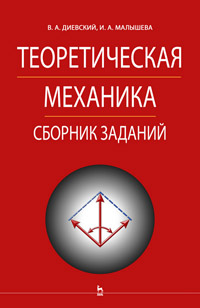 В. А. ДИЕВСКИЙ, И. А. МАЛЫШЕВА
ТЕОРЕТИЧЕСКАЯ
МЕХАНИКА
СБОРНИК ЗАДАНИЙ